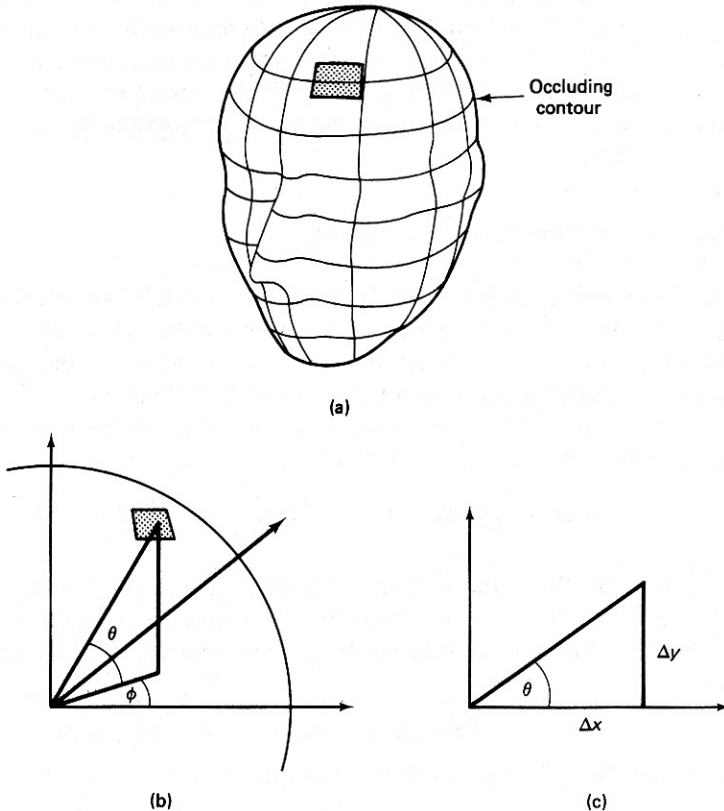 Occluding
contour
(a)
θ
ϕ
(b)
Δy
θ
Δx
(c)